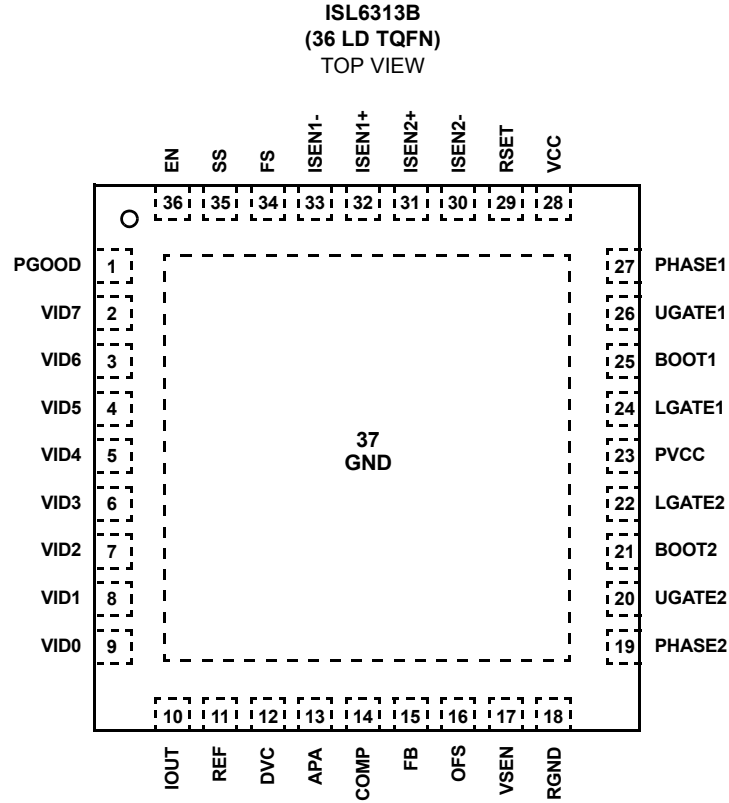 ISL6313B
(36 LD TQFN)
TOP VIEW
EN SS FS ISEN1- ISEN1+ ISEN2+ ISEN2- RSET VCC
36 35 34 33 32 31 30 29 28
PGOOD 1 27 PHASE1
VID7 2 26 UGATE1
VID6 3 25 BOOT1
VID5 4 24 LGATE1
VID4 5 23 PVCC
37
GND
VID3 6 22 LGATE2
VID2 7 21 BOOT2
VID1 8 20 UGATE2
VID0 9 19 PHASE2
10 11 12 13 14 15 16 17 18
IOUT REF DVC APA COMP FB OFS VSEN RGND